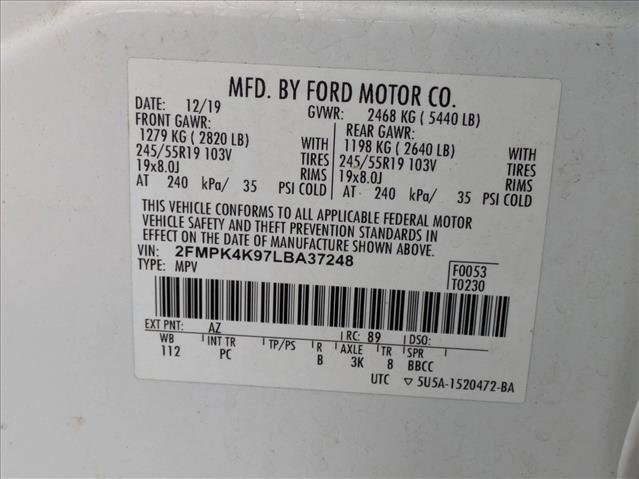 MFD. BY FORD MOTOR CO.
DATE: 12/19 GVWR: 2468 KG ( 5440 LB)
FRONT GAWR: REAR GAWR:
1279 KG ( 2820 LB) WITH 1198 KG ( 2640 LB) WITH
245/55R19 103V TIRES 245/55R19 103V TIRES
19x8.0J RIMS 19x8.0J RIMS
AT 240 kPa/ 35 PSI COLD AT 240 kPa/ 35 PSI COLD
THIS VEHICLE CONFORMS TO ALL APPLICABLE FEDERAL MOTOR
VEHICLE SAFETY AND THEFT PREVENTION STANDARDS IN
EFFECT ON THE DATE OF MANUFACTURE SHOWN ABOVE.
VIN: 2FMPK4K97LBA37248 F0053
TYPE: MPV T0230
EXT PNT: AZ RC: 89 DSO:
WB INT TR TP/PS R AXLE TR SPR
112 PC B 3K 8 BBCC
UTC ▽ 5U5A-1520472-BA